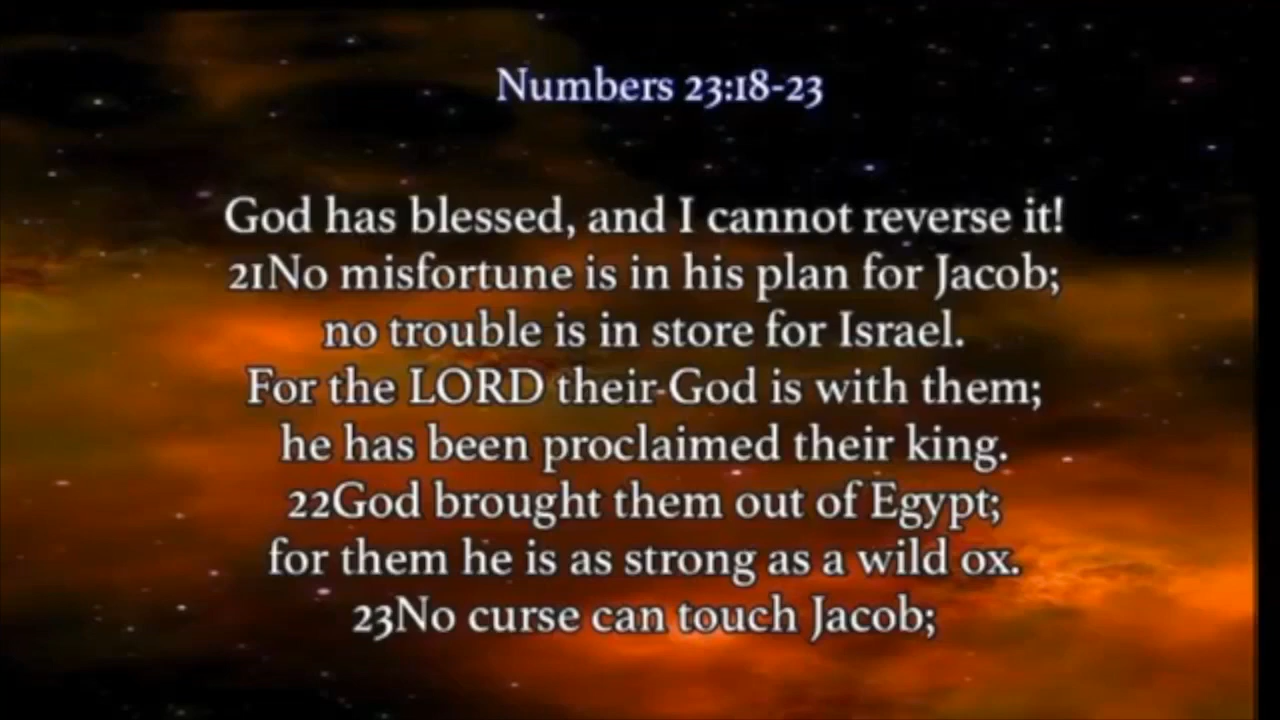 Numbers 23:18-23
God has blessed, and I cannot reverse it!
21No misfortune is in his plan for Jacob;
no trouble is in store for Israel.
For the LORD their God is with them;
he has been proclaimed their king.
22God brought them out of Egypt;
for them he is as strong as a wild ox.
23No curse can touch Jacob;